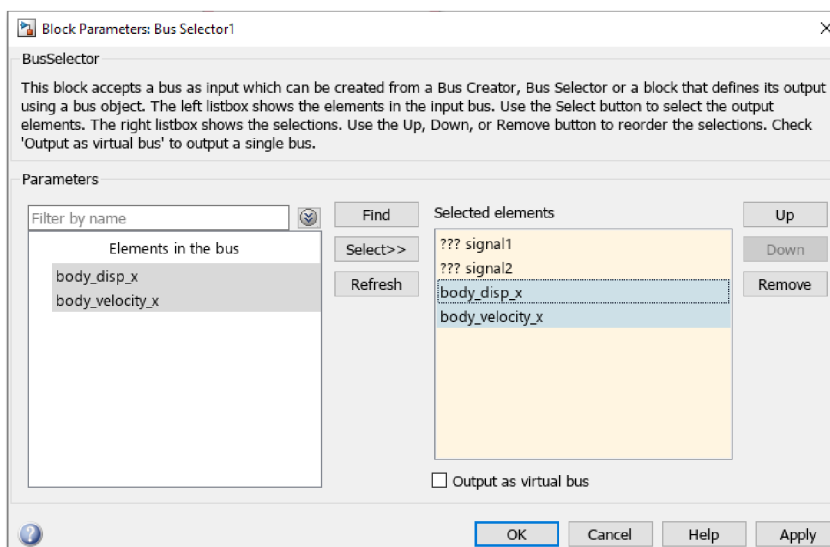 Block Parameters: Bus Selector1
BusSelector
This block accepts a bus as input which can be created from a Bus Creator, Bus Selector or a block that defines its output
using a bus object. The left listbox shows the elements in the input bus. Use the Select button to select the output
elements. The right listbox shows the selections. Use the Up, Down, or Remove button to reorder the selections. Check
'Output as virtual bus' to output a single bus.
Parameters
Filter by name
Find
Selected elements
Up
Elements in the bus
Select>>
??? signal1
Down
body_disp_x
??? signal2
body_velocity_x
Refresh
body_disp_x
Remove
body_velocity_x
Output as virtual bus
OK
Cancel
Help
Apply